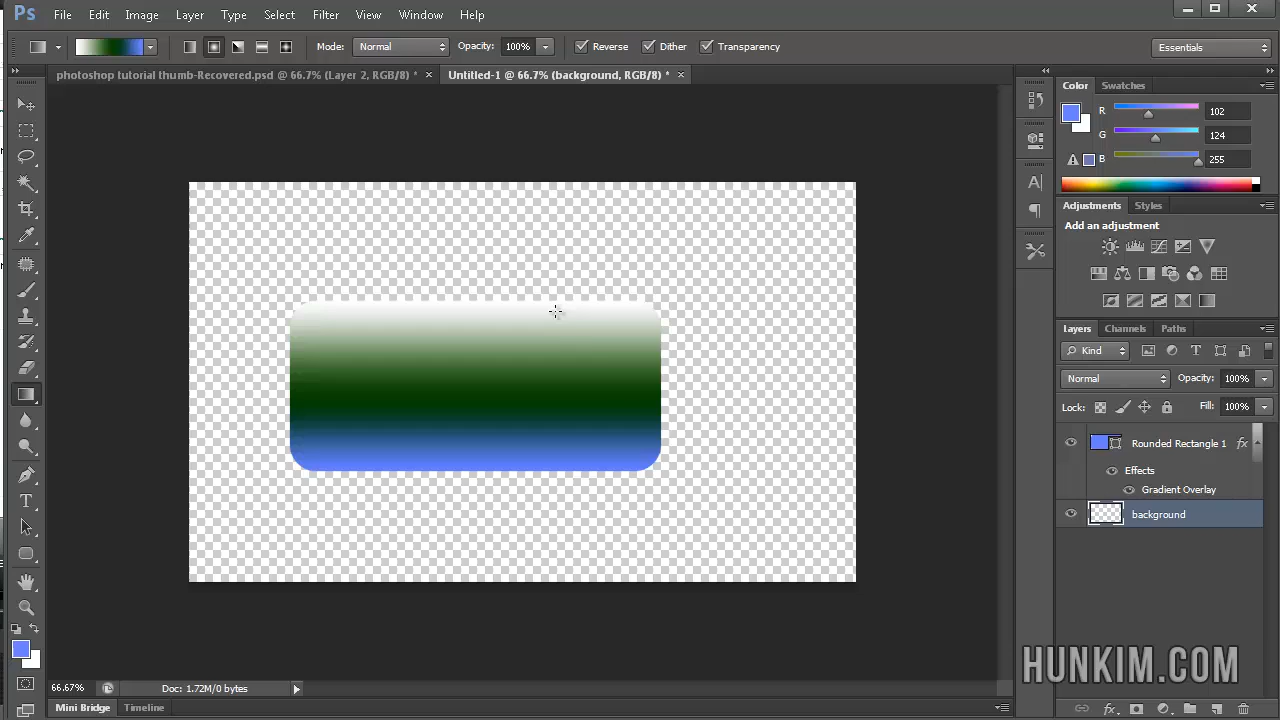 Ps File Edit Image Layer Type Select Filter View Window Help
Mode: Normal Opacity: 100% Reverse Dither Transparency Essentials
photoshop tutorial thumb-Recovered.psd @ 66.7% (Layer 2, RGB/8) * Untitled-1 @ 66.7% (background, RGB/8) *
Color Swatches
R 102
G 124
B 255
Adjustments Styles
Add an adjustment
Layers Channels Paths
Kind
Normal Opacity: 100%
Lock: Fill: 100%
Rounded Rectangle 1 fx
Effects
Gradient Overlay
background
HUNKIM.COM
66.67% Doc: 1.72M/0 bytes
Mini Bridge Timeline